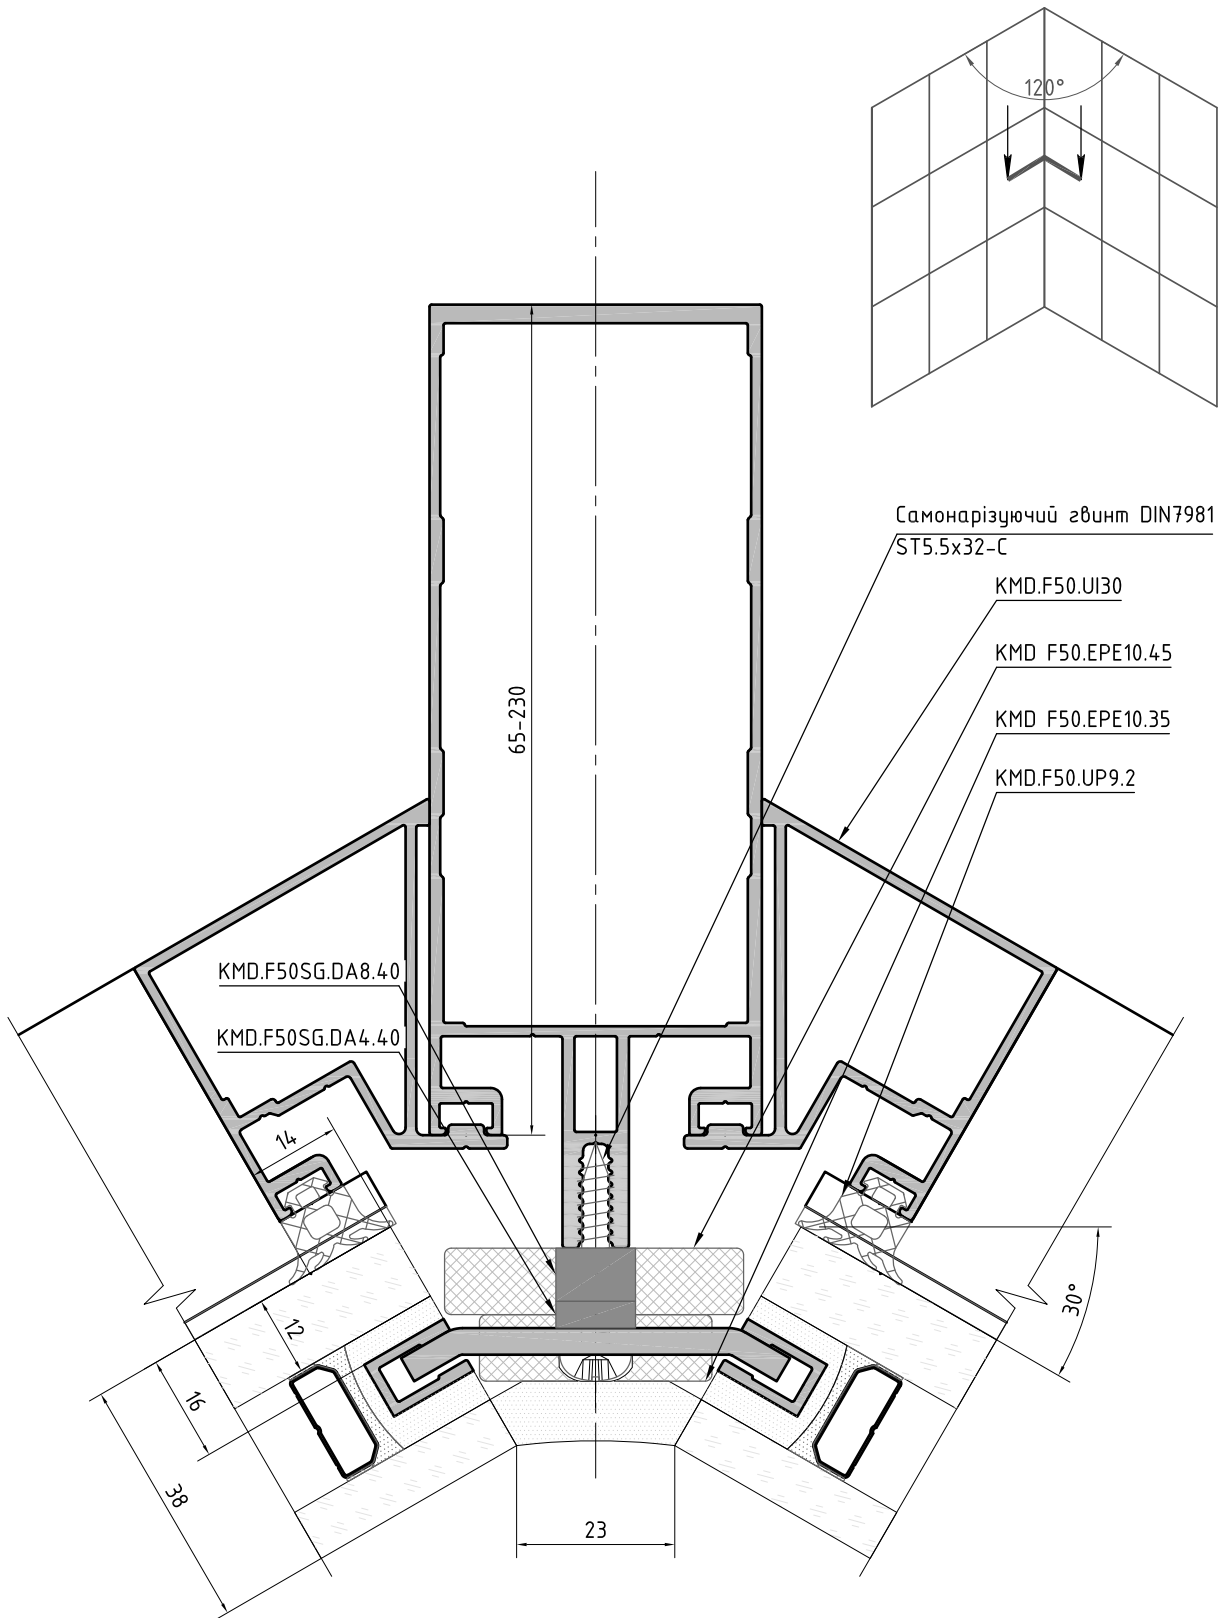 120°
Самонарізуючий гвинт DIN7981
ST5.5x32-C
KMD.F50.UI30
KMD F50.EPE10.45
KMD F50.EPE10.35
KMD.F50.UP9.2
65-230
KMD.F50SG.DA8.40
KMD.F50SG.DA4.40
14
12
16
38
30°
23